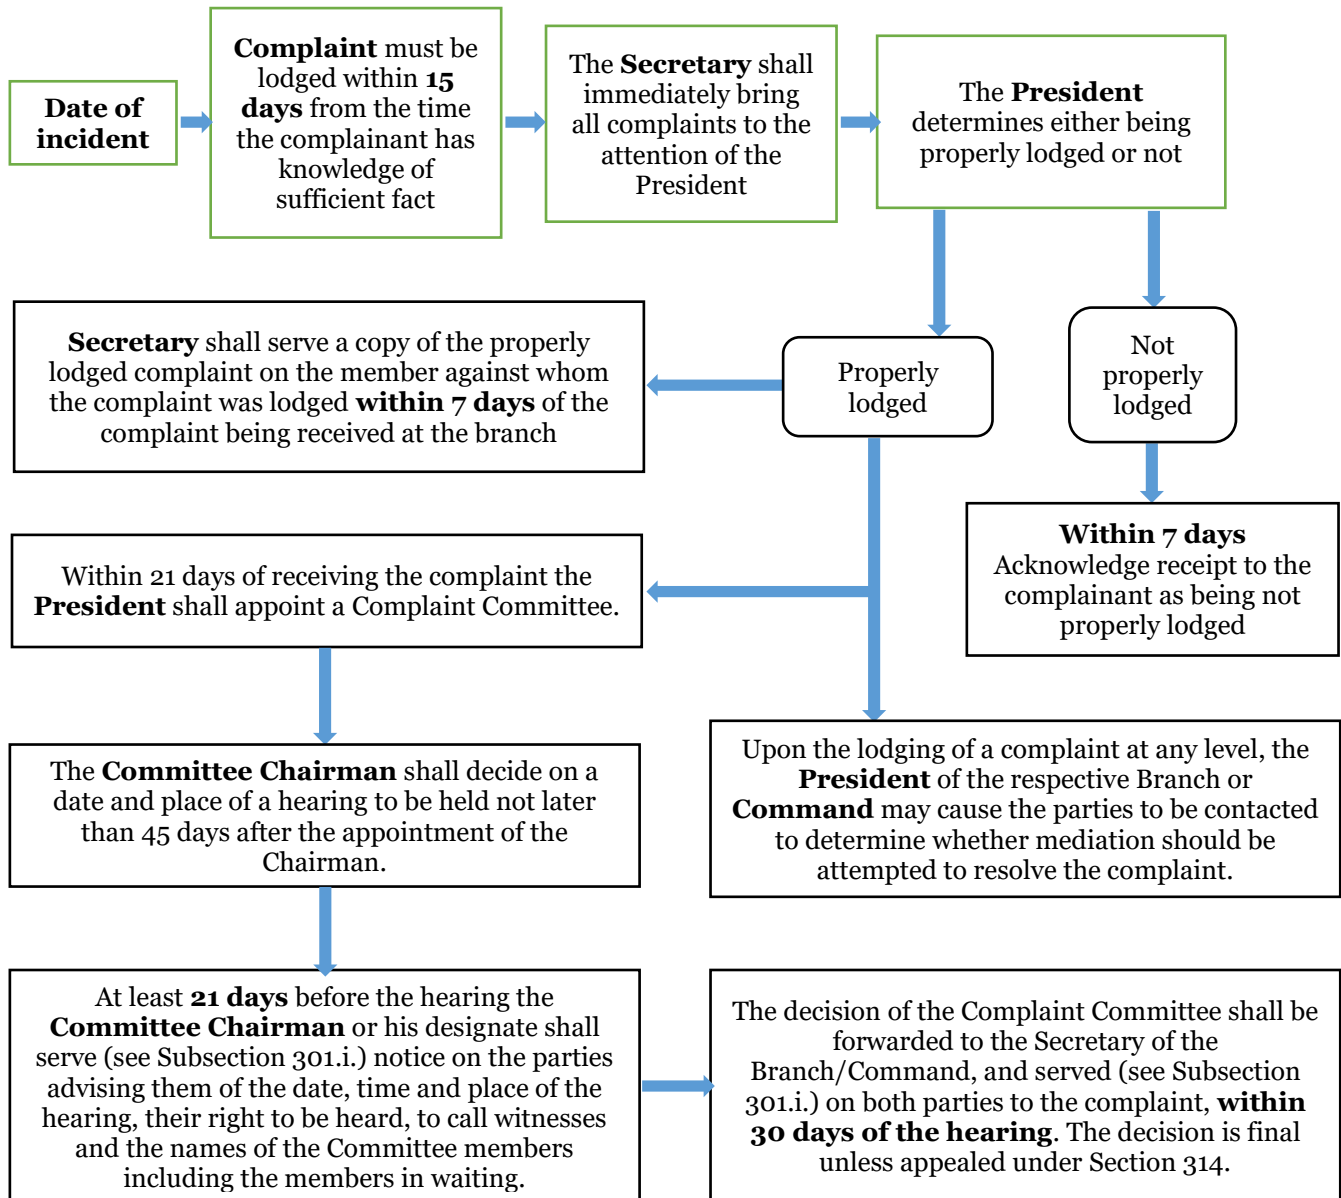 Date of
incident
Complaint must be
lodged within 15
days from the time
the complainant has
knowledge of
sufficient fact
The Secretary shall
immediately bring
all complaints to the
attention of the
President
The President
determines either being
properly lodged or not
Secretary shall serve a copy of the properly
lodged complaint on the member against whom
the complaint was lodged within 7 days of the
complaint being received at the branch
Properly
lodged
Not
properly
lodged
Within 7 days
Acknowledge receipt to the
complainant as being not
properly lodged
Within 21 days of receiving the complaint the
President shall appoint a Complaint Committee.
The Committee Chairman shall decide on a
date and place of a hearing to be held not later
than 45 days after the appointment of the
Chairman.
Upon the lodging of a complaint at any level, the
President of the respective Branch or
Command may cause the parties to be contacted
to determine whether mediation should be
attempted to resolve the complaint.
At least 21 days before the hearing the
Committee Chairman or his designate shall
serve (see Subsection 301.i.) notice on the parties
advising them of the date, time and place of the
hearing, their right to be heard, to call witnesses
and the names of the Committee members
including the members in waiting.
The decision of the Complaint Committee shall be
forwarded to the Secretary of the
Branch/Command, and served (see Subsection
301.i.) on both parties to the complaint, within
30 days of the hearing. The decision is final
unless appealed under Section 314.